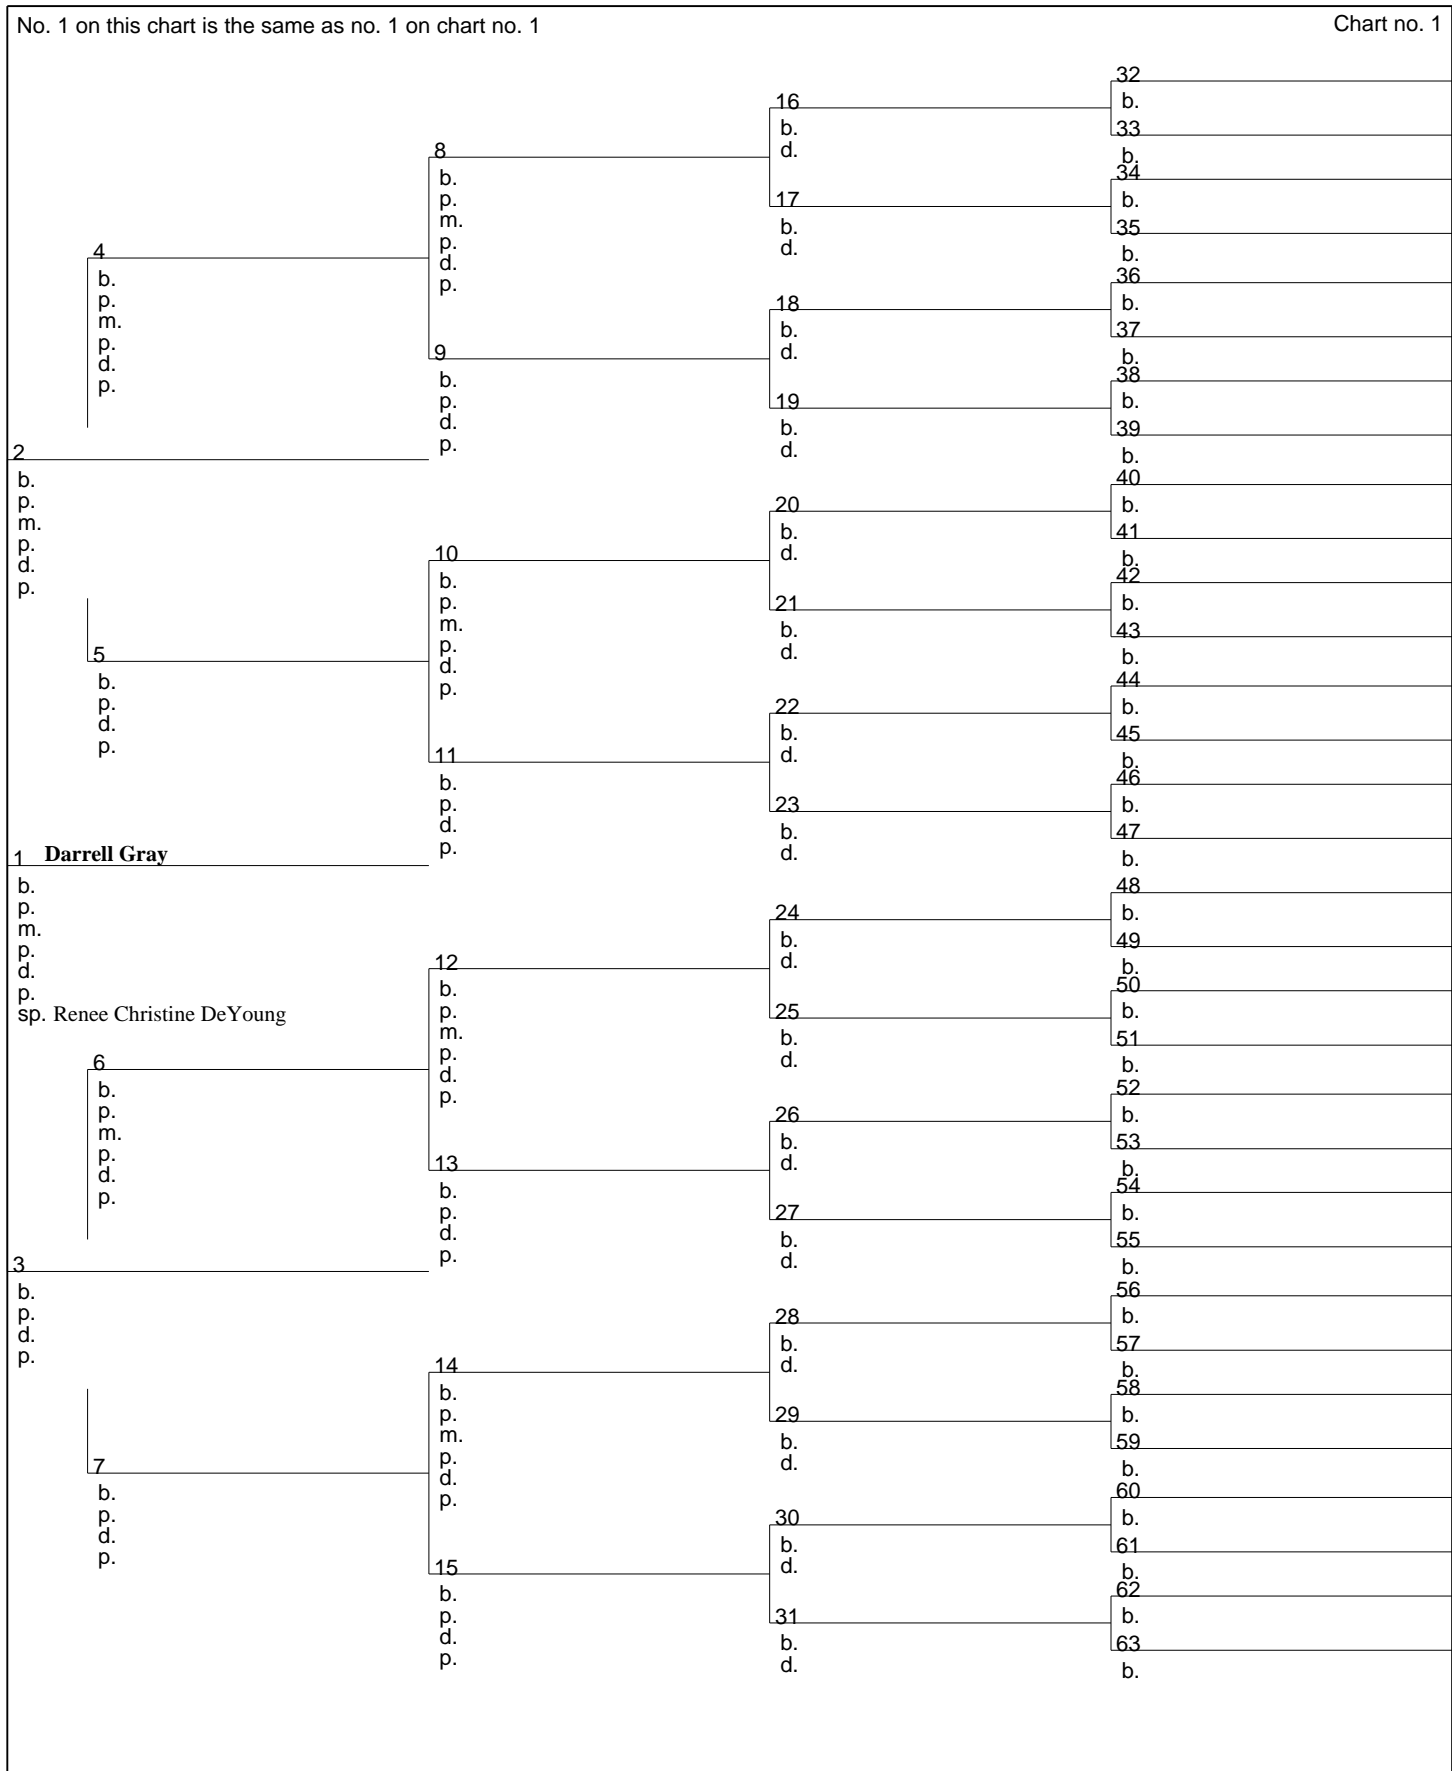 No. 1 on this chart is the same as no. 1 on chart no. 1
Chart no. 1
2
b.
p.
m.
p.
d.
p.
1 Darrell Gray
b.
p.
m.
p.
d.
p.
sp. Renee Christine DeYoung
3
b.
p.
d.
p.
4
b.
p.
m.
p.
d.
p.
5
b.
p.
d.
p.
6
b.
p.
m.
p.
d.
p.
7
b.
p.
d.
p.
8
b.
p.
m.
p.
d.
p.
9
b.
p.
d.
p.
10
b.
p.
m.
p.
d.
p.
11
b.
p.
d.
p.
12
b.
p.
m.
p.
d.
p.
13
b.
p.
d.
p.
14
b.
p.
m.
p.
d.
p.
15
b.
p.
d.
p.
16
b.
d.
17
b.
d.
18
b.
d.
19
b.
d.
20
b.
d.
21
b.
d.
22
b.
d.
23
b.
d.
24
b.
d.
25
b.
d.
26
b.
d.
27
b.
d.
28
b.
d.
29
b.
d.
30
b.
d.
31
b.
d.
32
b.
33
b.
34
b.
35
b.
36
b.
37
b.
38
b.
39
b.
40
b.
41
b.
42
b.
43
b.
44
b.
45
b.
46
b.
47
b.
48
b.
49
b.
50
b.
51
b.
52
b.
53
b.
54
b.
55
b.
56
b.
57
b.
58
b.
59
b.
60
b.
61
b.
62
b.
63
b.